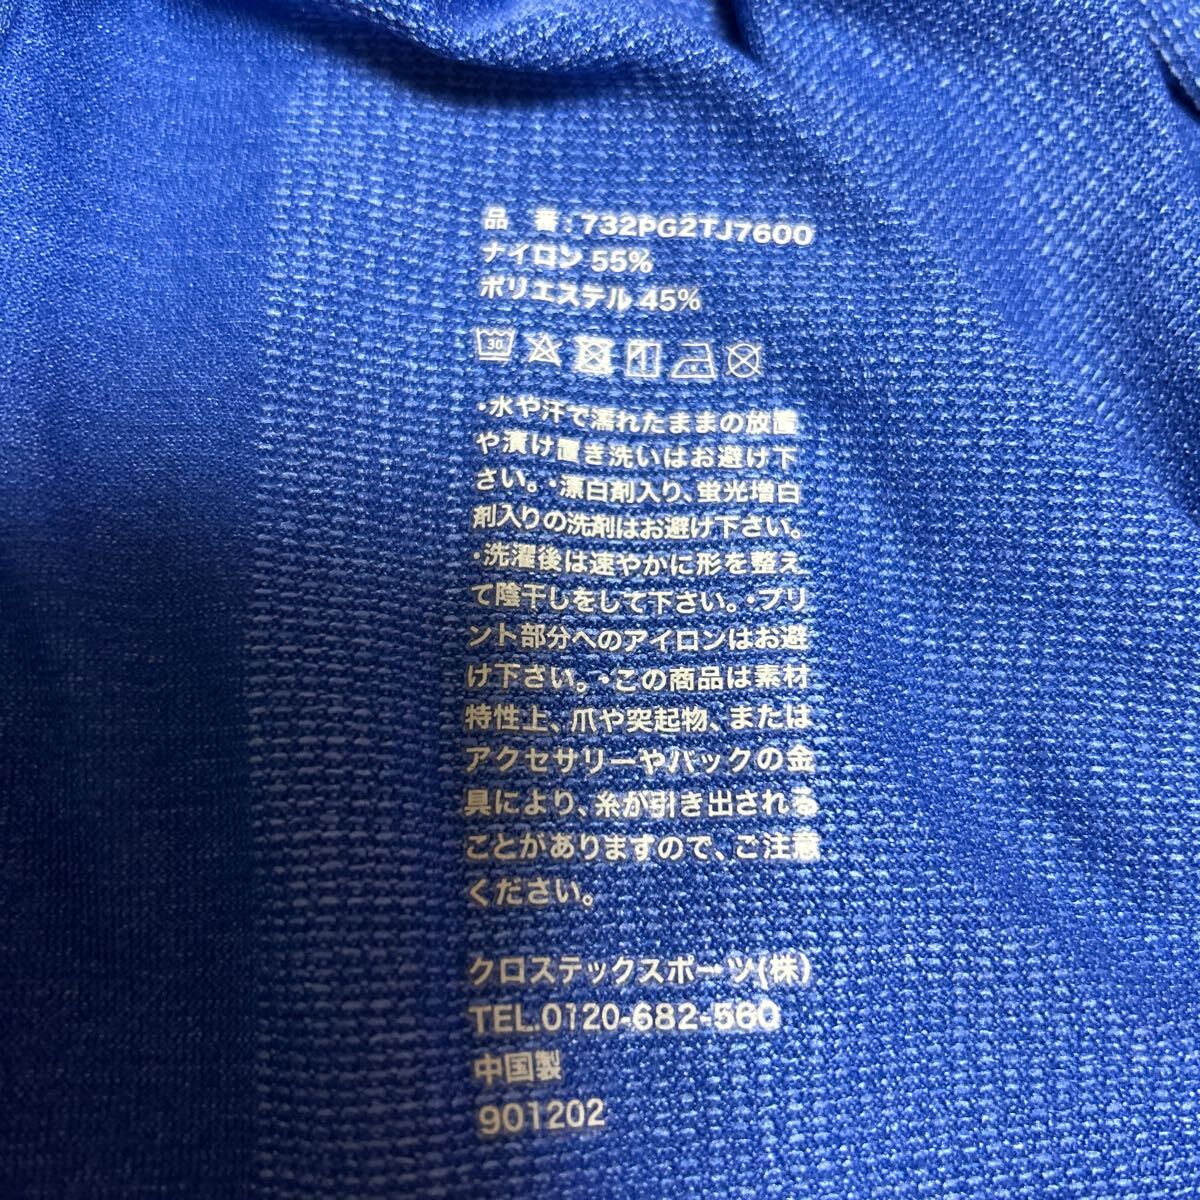 品 番:732PG2TJ7600
ナイロン 55%
ポリエステル 45%
30
・水や汗で濡れたままの放置
や漬け置き洗いはお避け下
さい。・漂白剤入り、蛍光増白
剤入りの洗剤はお避け下さい。
・洗濯後は速やかに形を整え
て陰干しをして下さい。・プリ
ント部分へのアイロンはお避
け下さい。・この商品は素材
特性上、爪や突起物、または
アクセサリーやバックの金
具により、糸が引き出される
ことがありますので、ご注意
ください。
クロステックスポーツ(株)
TEL.0120-682-560
中国製
901202